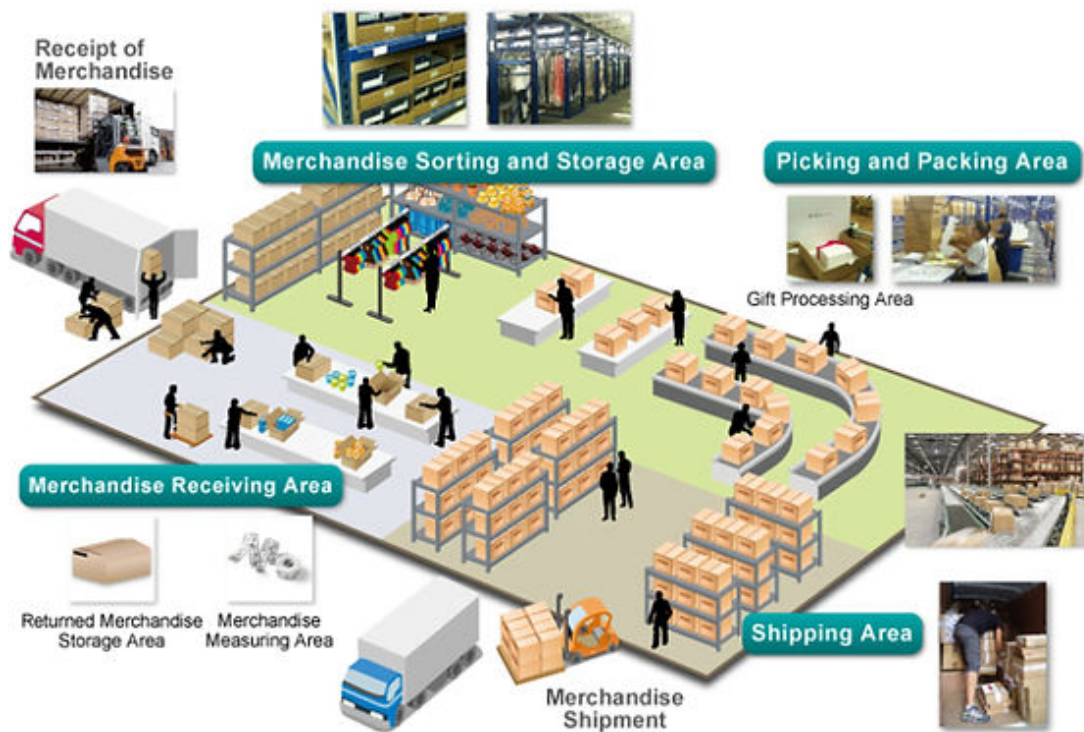 Receipt of
Merchandise
Merchandise Sorting and Storage Area
Picking and Packing Area
Gift Processing Area
Merchandise Receiving Area
Returned Merchandise
Storage Area
Merchandise
Measuring Area
Shipping Area
Merchandise
Shipment